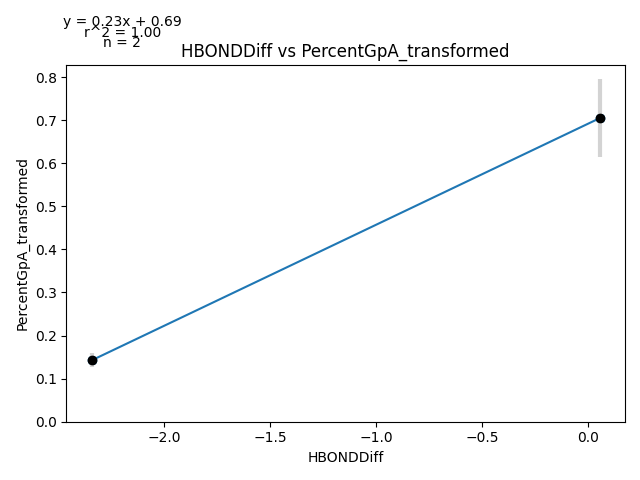 y = 0.23x + 0.69
r^2 = 1.00
n = 2
HBONDDiff vs PercentGpA_transformed
0.8
0.7
0.6
0.5
0.4
0.3
0.2
0.1
0.0
PercentGpA_transformed
−2.0 −1.5 −1.0 −0.5 0.0
HBONDDiff